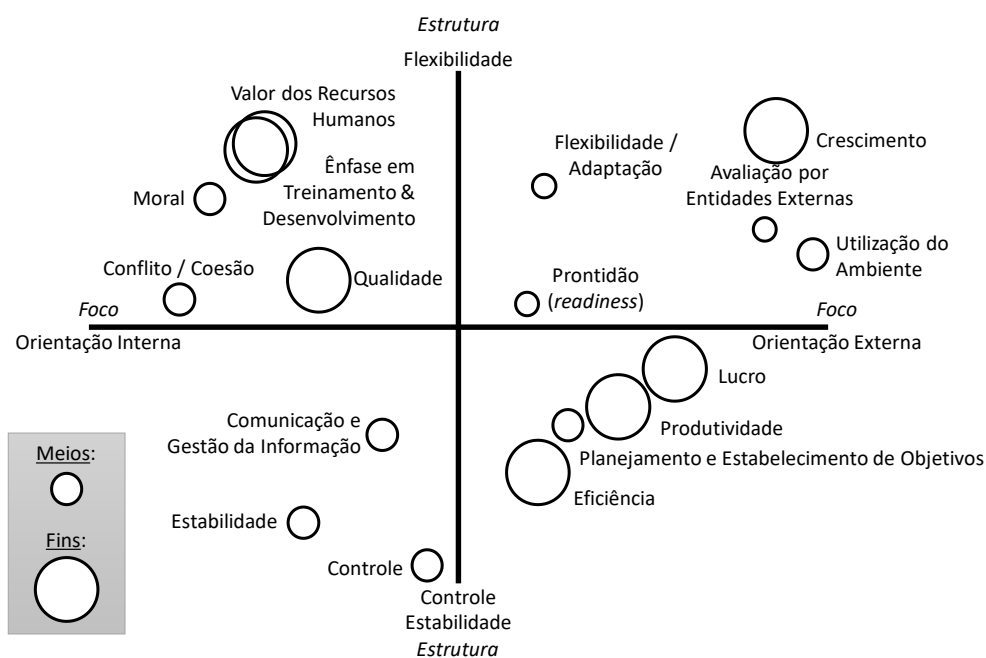 Estrutura
Flexibilidade
Valor dos Recursos
Humanos
Flexibilidade /
Adaptação
Crescimento
Ênfase em
Treinamento &
Desenvolvimento
Avaliação por
Entidades Externas
Moral
Utilização do
Ambiente
Conflito / Coesão
Qualidade
Prontidão
(readiness)
Foco
Orientação Interna
Foco
Orientação Externa
Lucro
Comunicação e
Gestão da Informação
Produtividade
Planejamento e Estabelecimento de Objetivos
Eficiência
Estabilidade
Controle
Meios:
Fins:
Controle
Estabilidade
Estrutura